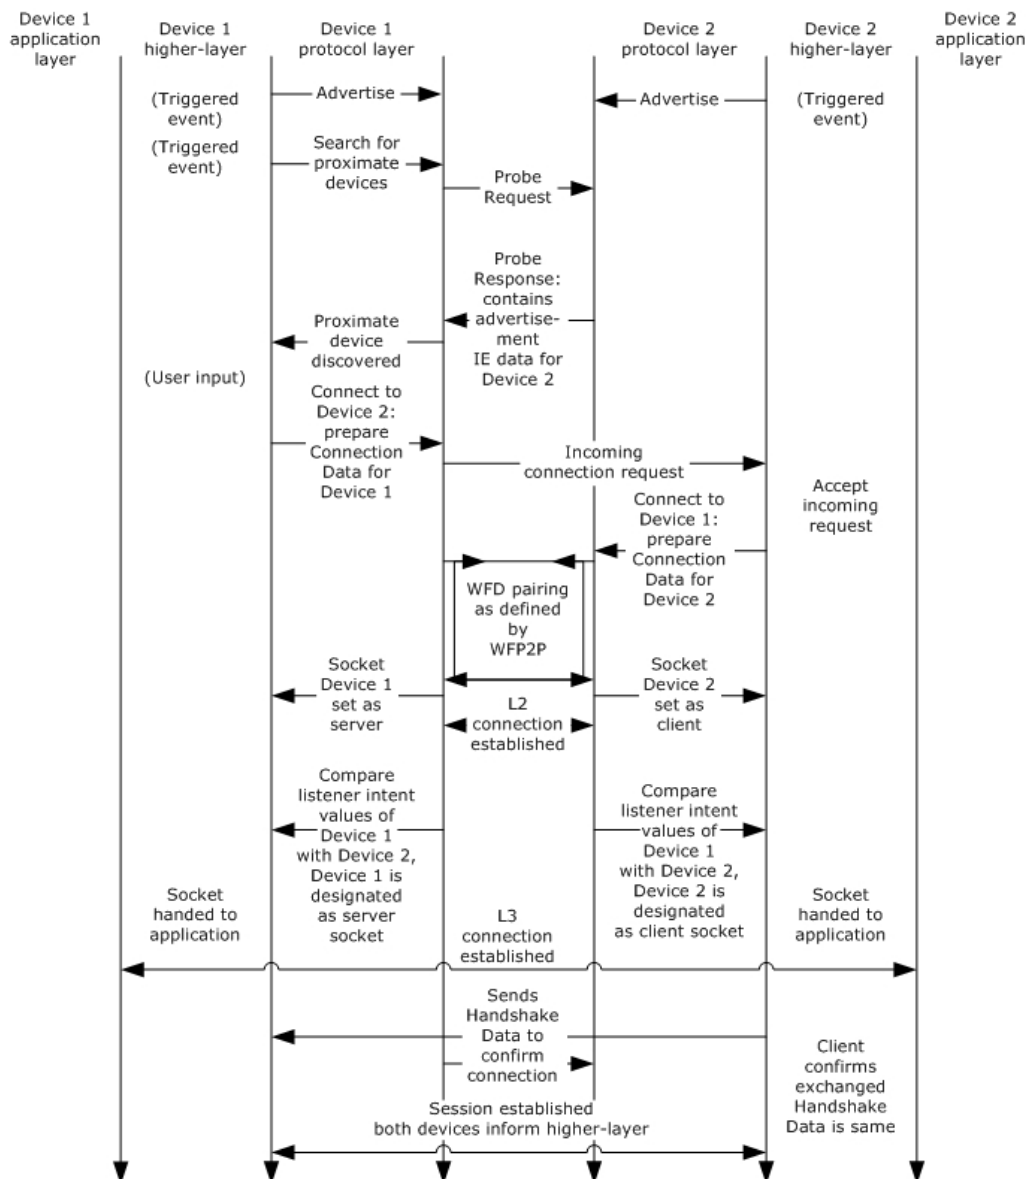 Device 1
application
layer
Device 1
higher-layer
Device 1
protocol layer
Device 2
protocol layer
Device 2
higher-layer
Device 2
application
layer
(Triggered
event)
Advertise
Advertise
(Triggered
event)
(Triggered
event)
Search for
proximate
devices
Probe
Request
Probe
Response:
contains
advertise-
ment
IE data for
Device 2
Proximate
device
discovered
(User input)
Connect to
Device 2:
prepare
Connection
Data for
Device 1
Incoming
connection request
Accept
incoming
request
Connect to
Device 1:
prepare
Connection
Data for
Device 2
WFD pairing
as defined
by
WFP2P
Socket
Device 1
set as
server
Socket
Device 2
set as
client
L2
connection
established
Compare
listener intent
values of
Device 1
with Device 2,
Device 1 is
designated
as server
socket
Compare
listener intent
values of
Device 1
with Device 2,
Device 2 is
designated
as client socket
Socket
handed to
application
L3
connection
established
Socket
handed to
application
Sends
Handshake
Data to
confirm
connection
Client
confirms
exchanged
Handshake
Data is same
Session established
both devices inform higher-layer